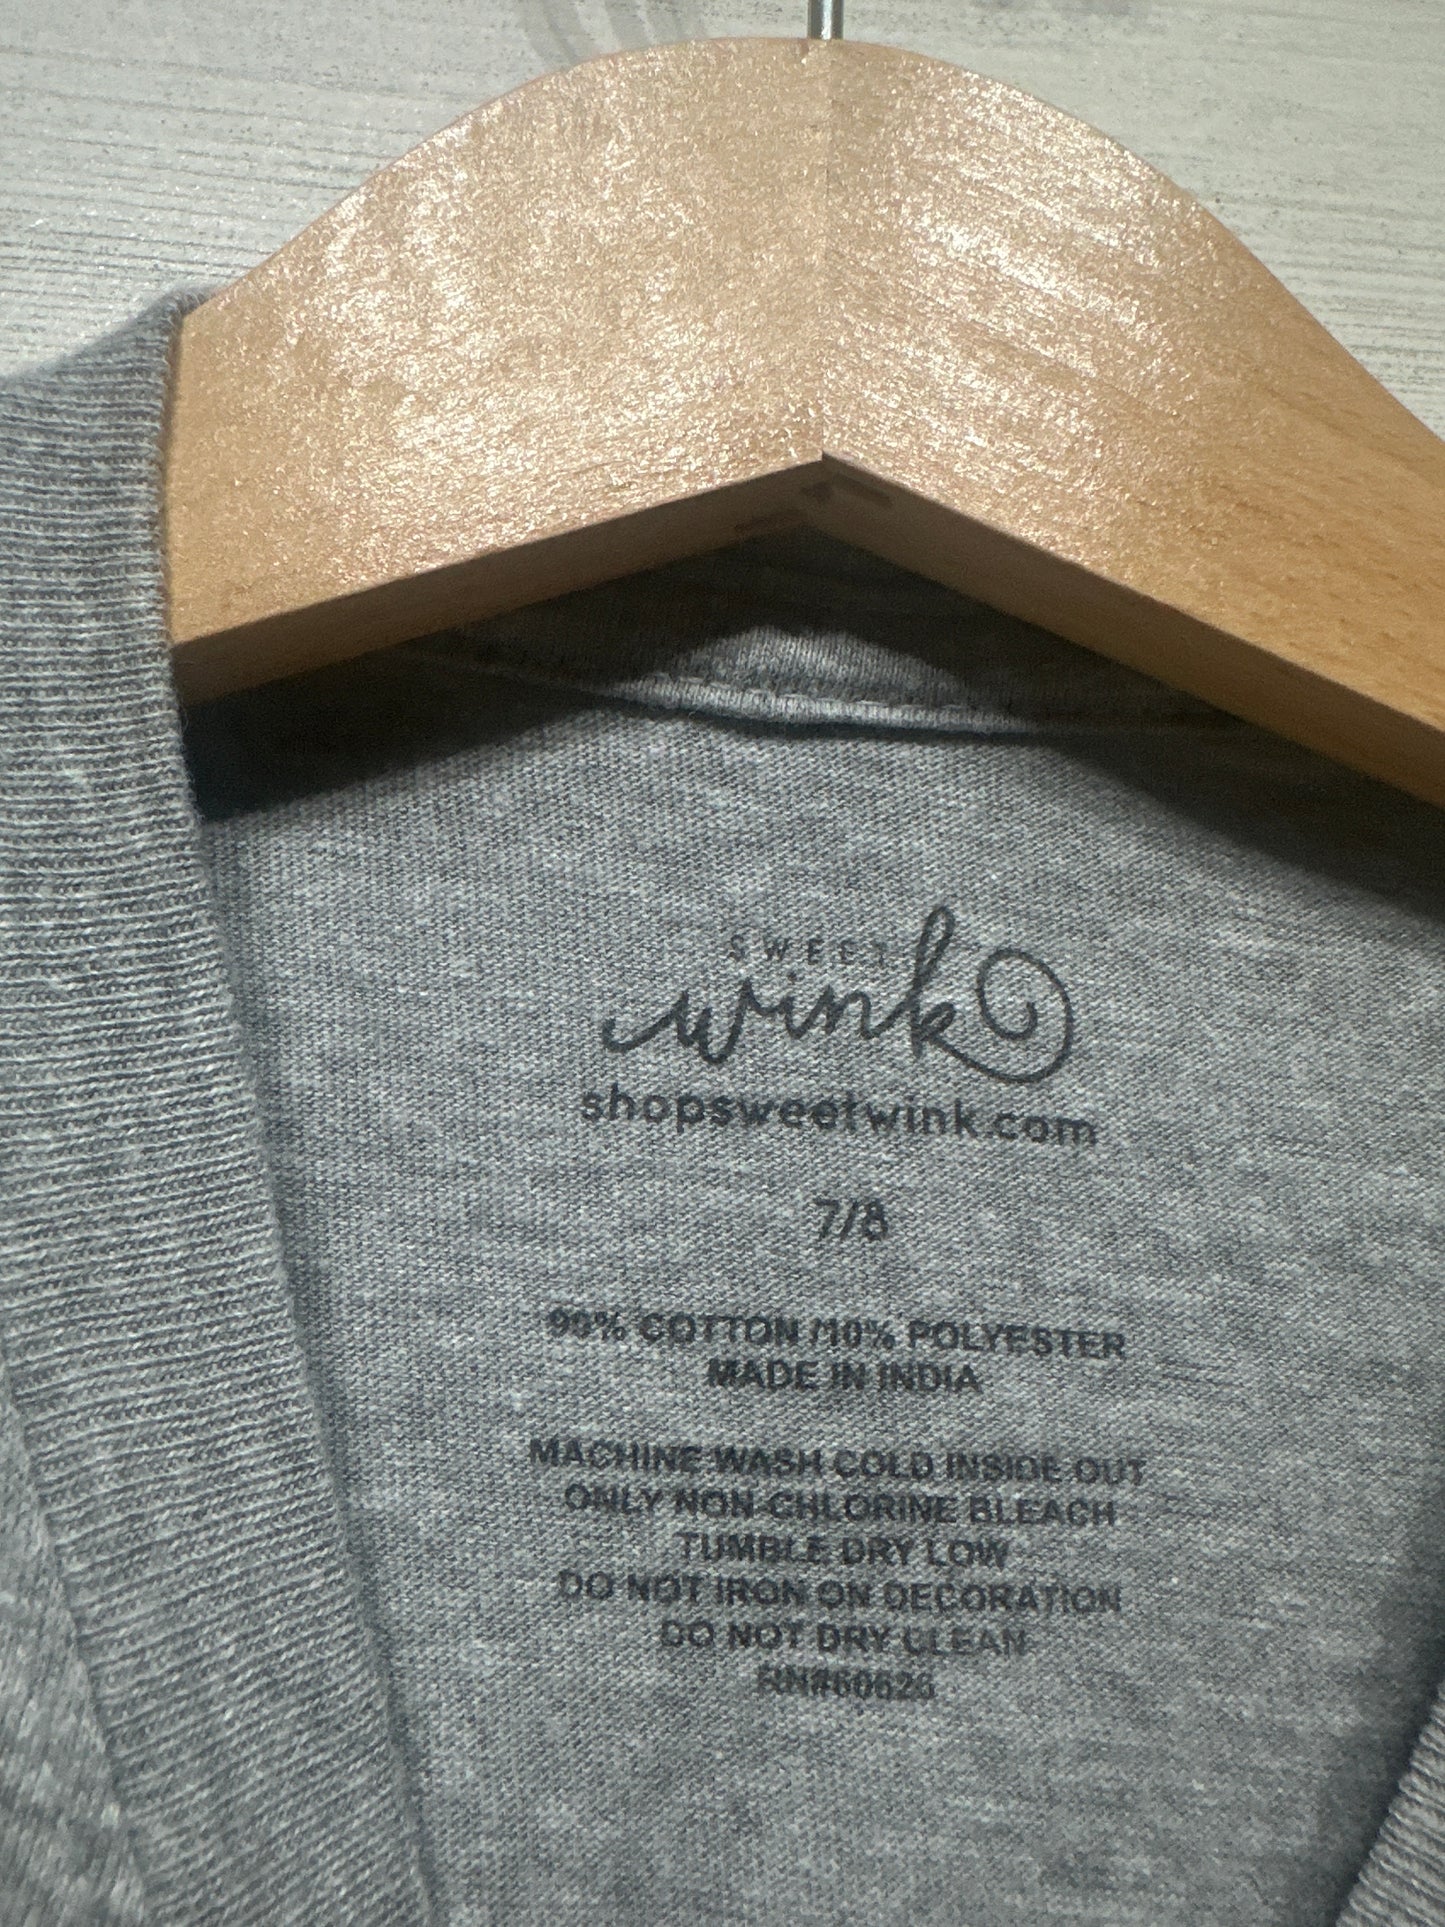 SWEET
wink
shopsweetwink.com
7/8
90% COTTON /10% POLYESTER
MADE IN INDIA
MACHINE WASH COLD INSIDE OUT
ONLY NON-CHLORINE BLEACH
TUMBLE DRY LOW
DO NOT IRON ON DECORATION
DO NOT DRY CLEAN